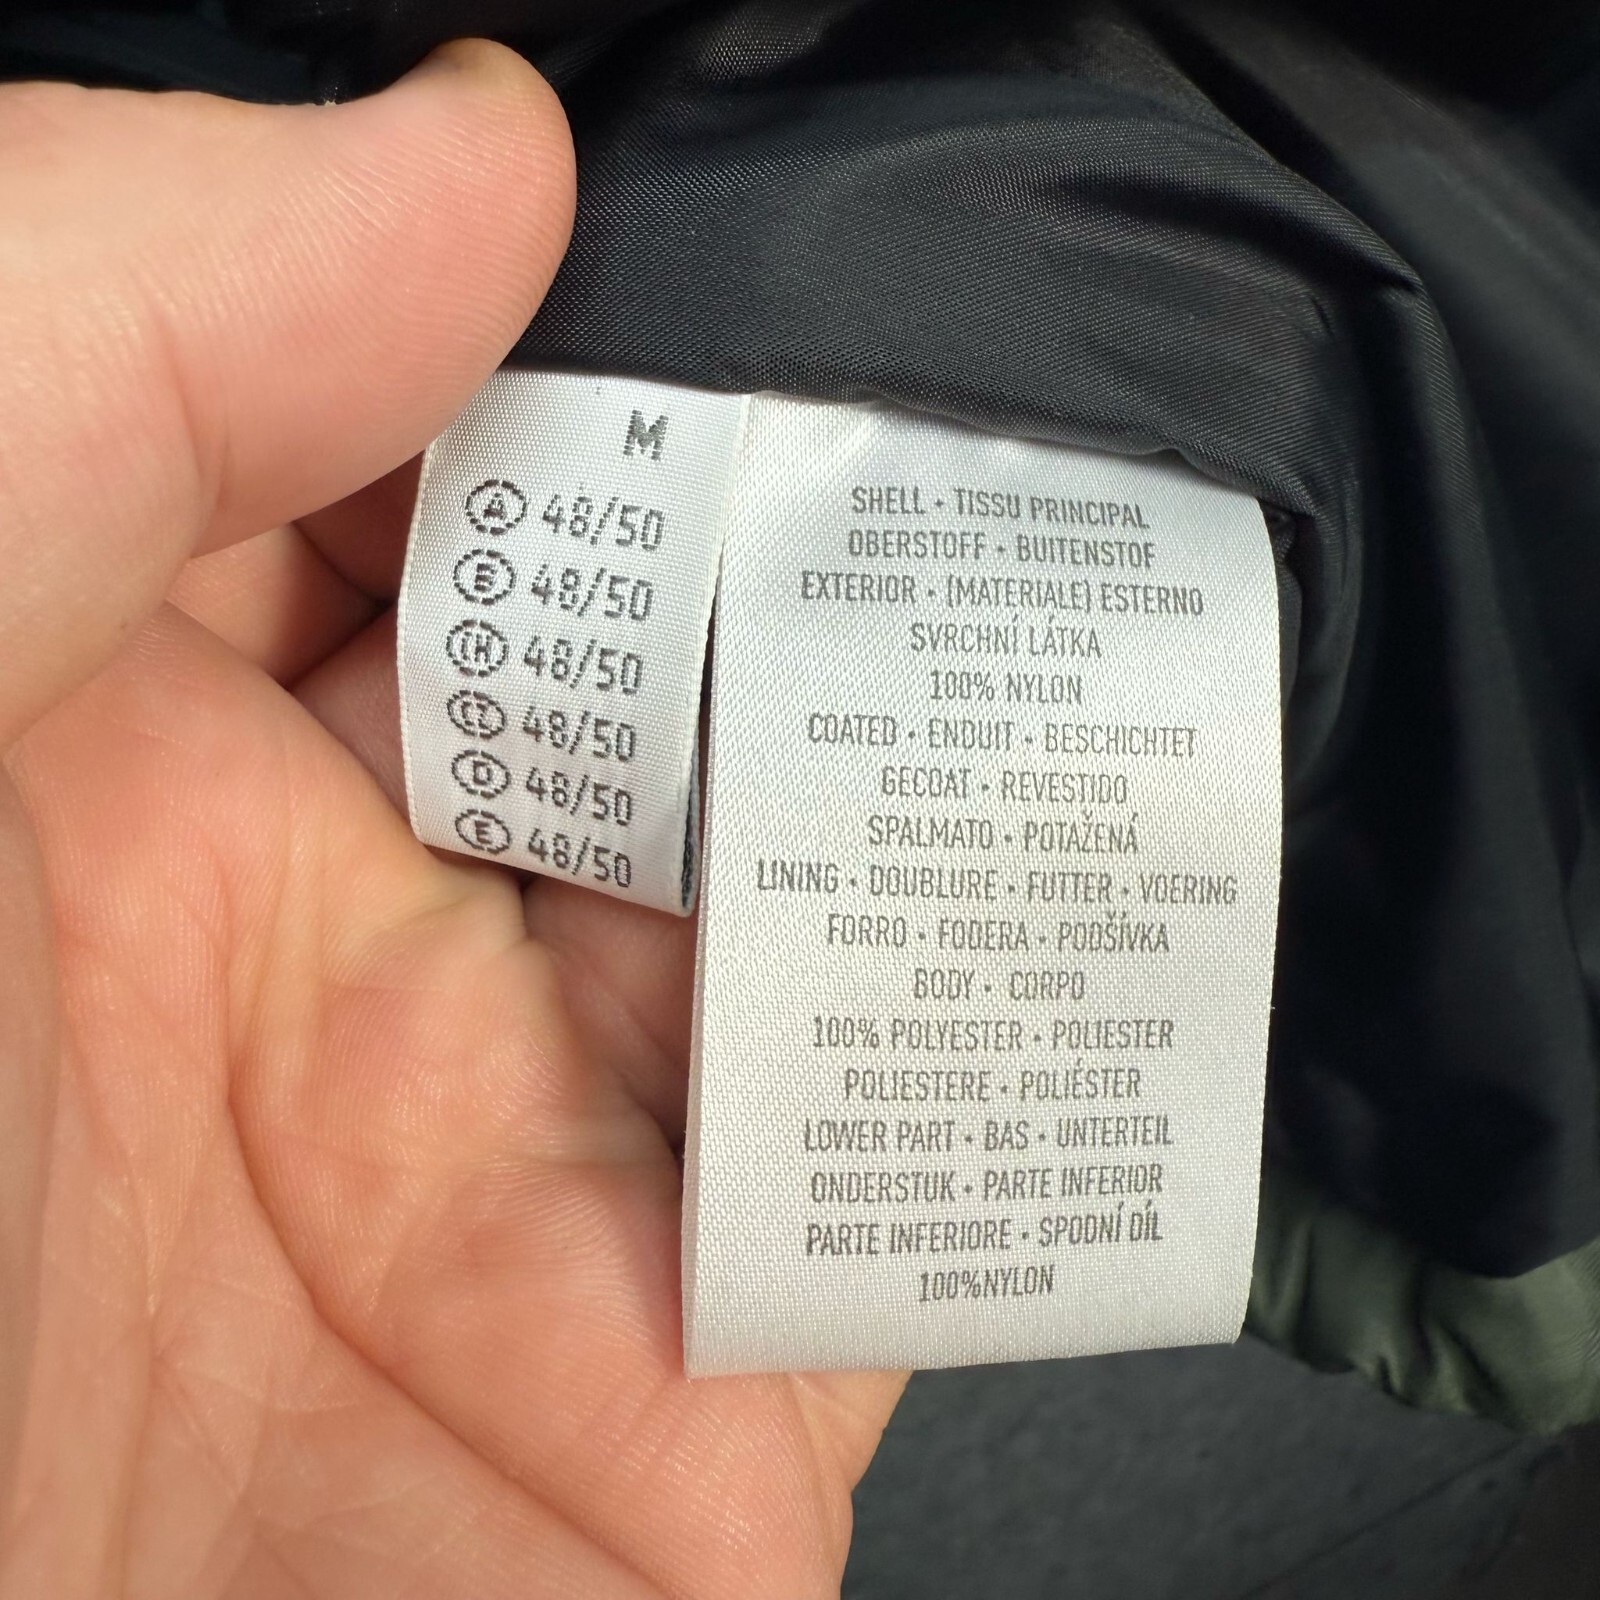 M
A 48/50
B 48/50
CH 48/50
CZ 48/50
D 48/50
E 48/50
SHELL • TISSU PRINCIPAL
OBERSTOFF • BUITENSTOF
EXTERIOR • (MATERIALE) ESTERNO
SVRCHNÍ LÁTKA
100% NYLON
COATED • ENDUIT • BESCHICHTET
GECOAT • REVESTIDO
SPALMATO • POTAŽENÁ
LINING • DOUBLURE • FUTTER • VOERING
FORRO • FODERA • PODŠÍVKA
BODY • CORPO
100% POLYESTER • POLIESTER
POLIESTERE • POLIÉSTER
LOWER PART • BAS • UNTERTEIL
ONDERSTUK • PARTE INFERIOR
PARTE INFERIORE • SPODNÍ DÍL
100%NYLON